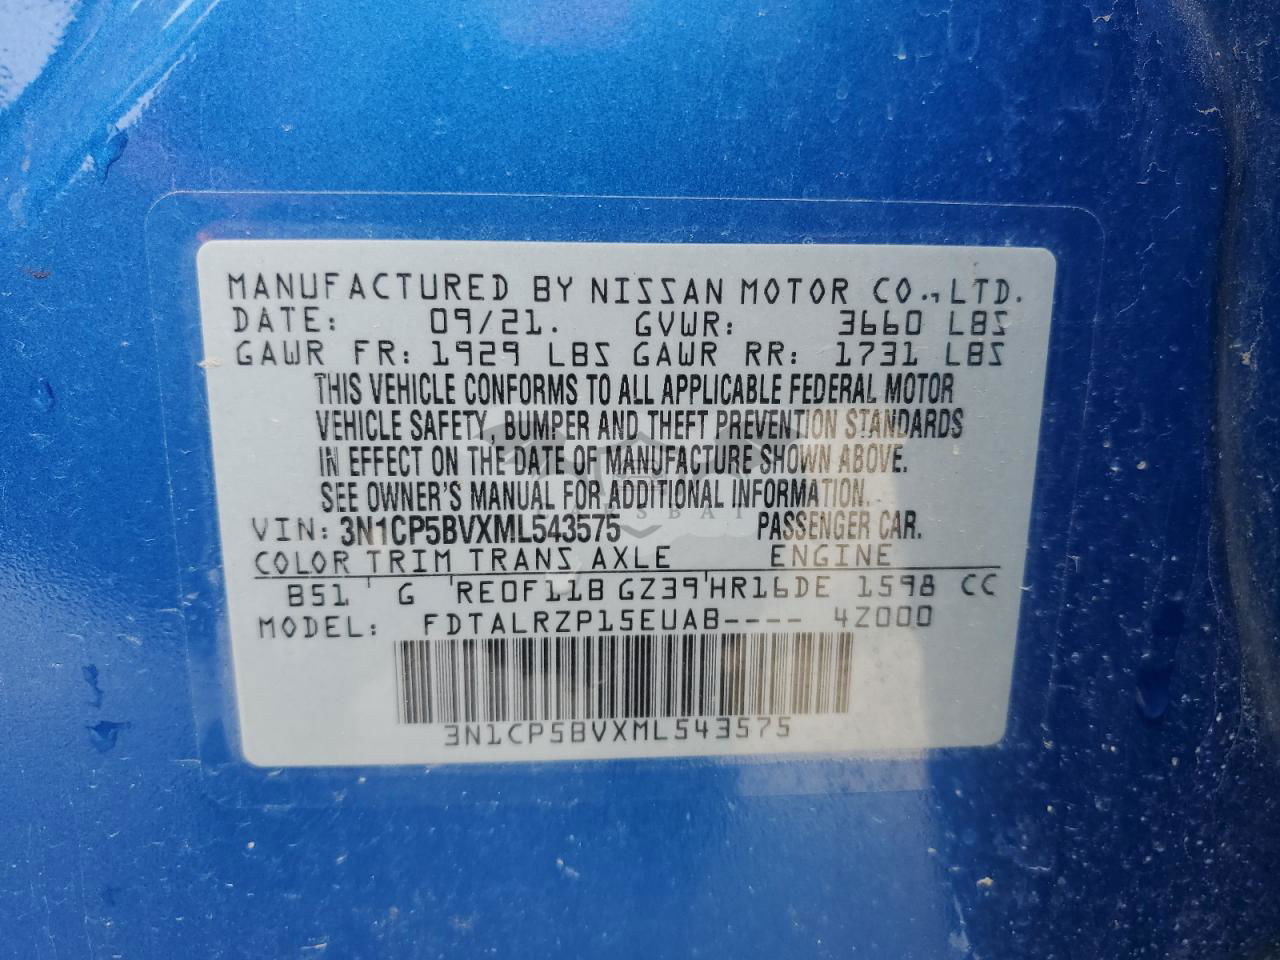 MANUFACTURED BY NISSAN MOTOR CO., LTD.
DATE: 09/21. GVWR: 3660 LBS
GAWR FR: 1929 LBS GAWR RR: 1731 LBS
THIS VEHICLE CONFORMS TO ALL APPLICABLE FEDERAL MOTOR
VEHICLE SAFETY, BUMPER AND THEFT PREVENTION STANDARDS
IN EFFECT ON THE DATE OF MANUFACTURE SHOWN ABOVE.
SEE OWNER'S MANUAL FOR ADDITIONAL INFORMATION.
VIN: 3N1CP5BVXML543575 PASSENGER CAR.
COLOR TRIM TRANS AXLE ENGINE
B51 ' G 'RE0F11B GZ39'HR16DE 1598 CC
MODEL: FDTALRZP15EUAB---- 4Z000
3N1CP5BVXML543575